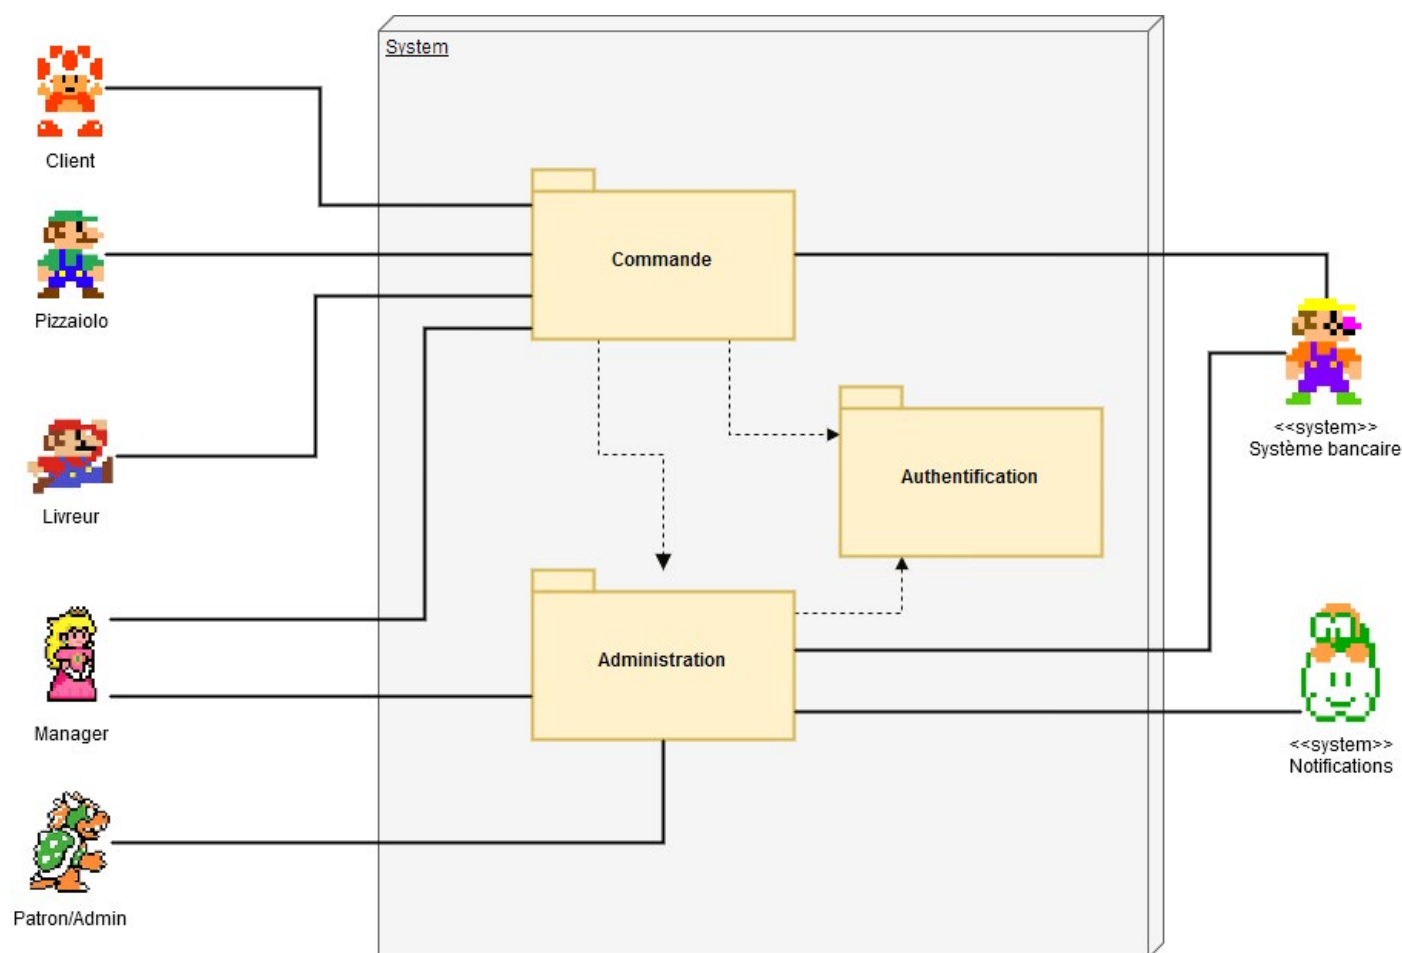 System
Client
Pizzaiolo
Livreur
Manager
Patron/Admin
Commande
Authentification
Administration
<<system>>
Système bancaire
<<system>>
Notifications